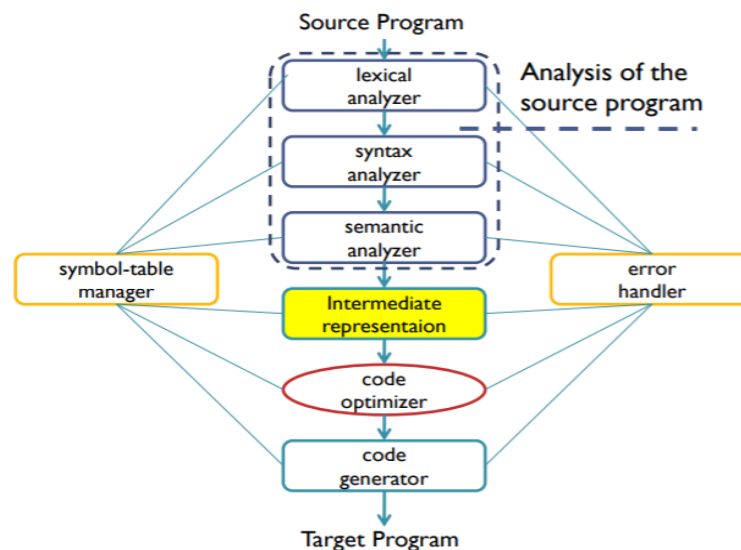 Source Program
lexical
analyzer
Analysis of the
source program
syntax
analyzer
semantic
analyzer
symbol-table
manager
error
handler
Intermediate
representaion
code
optimizer
code
generator
Target Program